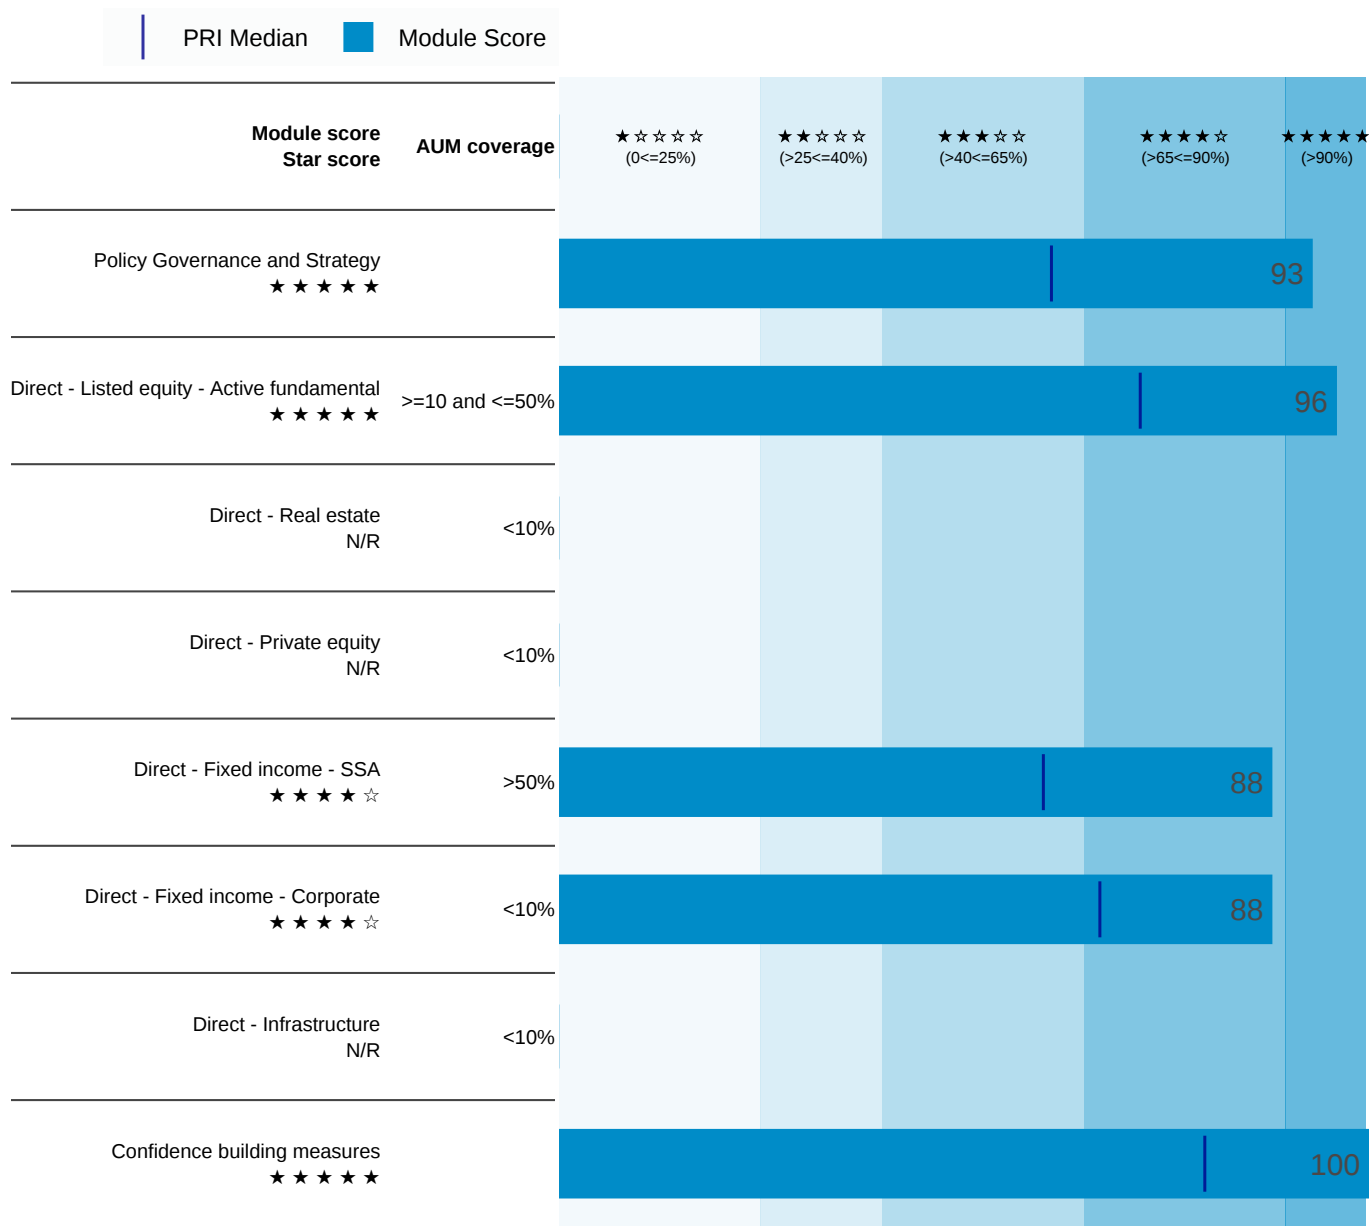 PRI Median
Module Score
Module score
Star score
AUM coverage
★☆☆☆☆
(0<=25%)
★★☆☆☆
(>25<=40%)
★★★☆☆
(>40<=65%)
★★★★☆
(>65<=90%)
★★★★★
(>90%)
Policy Governance and Strategy
★★★★★
93
Direct - Listed equity - Active fundamental
★★★★★
>=10 and <=50%
96
Direct - Real estate
N/R
<10%
Direct - Private equity
N/R
<10%
Direct - Fixed income - SSA
★★★★☆
>50%
88
Direct - Fixed income - Corporate
★★★★☆
<10%
88
Direct - Infrastructure
N/R
<10%
Confidence building measures
★★★★★
100